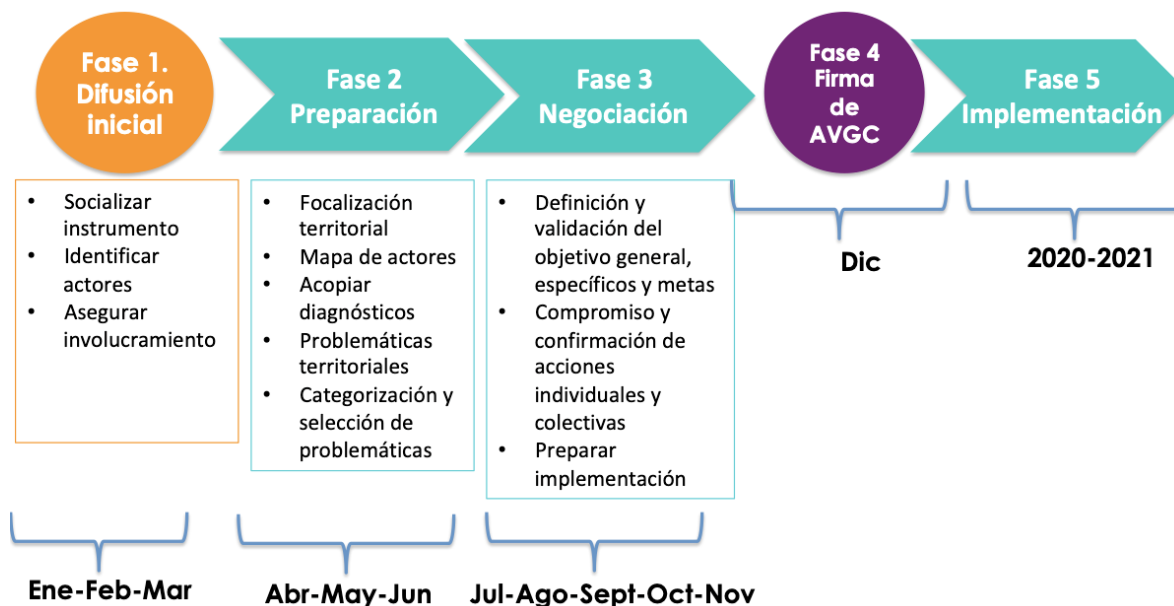 Fase 1.
Difusión
inicial
Fase 2
Preparación
Fase 3
Negociación
Fase 4
Firma
de
AVGC
Fase 5
Implementación
• Socializar
instrumento
• Identificar
actores
• Asegurar
involucramiento
• Focalización
territorial
• Mapa de actores
• Acopiar
diagnósticos
• Problemáticas
territoriales
• Categorización y
selección de
problemáticas
• Definición y
validación del
objetivo general,
específicos y metas
• Compromiso y
confirmación de
acciones
individuales y
colectivas
• Preparar
implementación
Dic
2020-2021
Ene-Feb-Mar
Abr-May-Jun
Jul-Ago-Sept-Oct-Nov